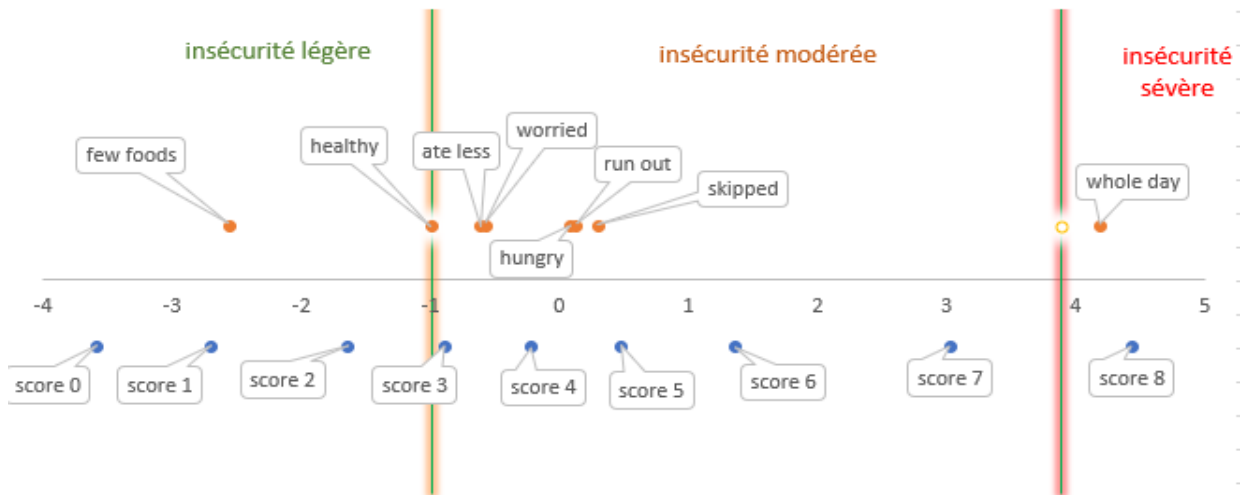 insécurité légère
insécurité modérée
insécurité
sévère
few foods
healthy
ate less
worried
run out
skipped
whole day
hungry
-4 -3 -2 -1 0 1 2 3 4 5
score 0
score 1
score 2
score 3
score 4
score 5
score 6
score 7
score 8